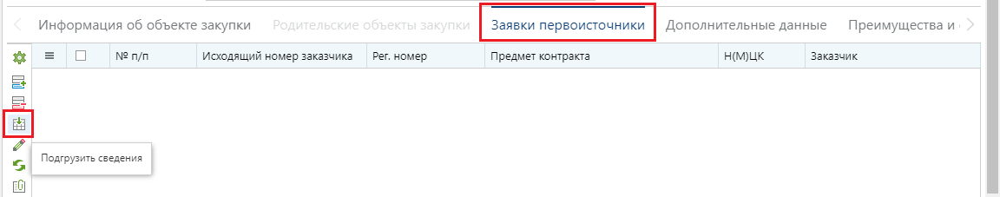 Информация об объекте закупки Родительские объекты закупки Заявки первоисточники Дополнительные данные Преимущества и
№ п/п Исходящий номер заказчика Рег. номер Предмет контракта Н(М)ЦК Заказчик
Подгрузить сведения